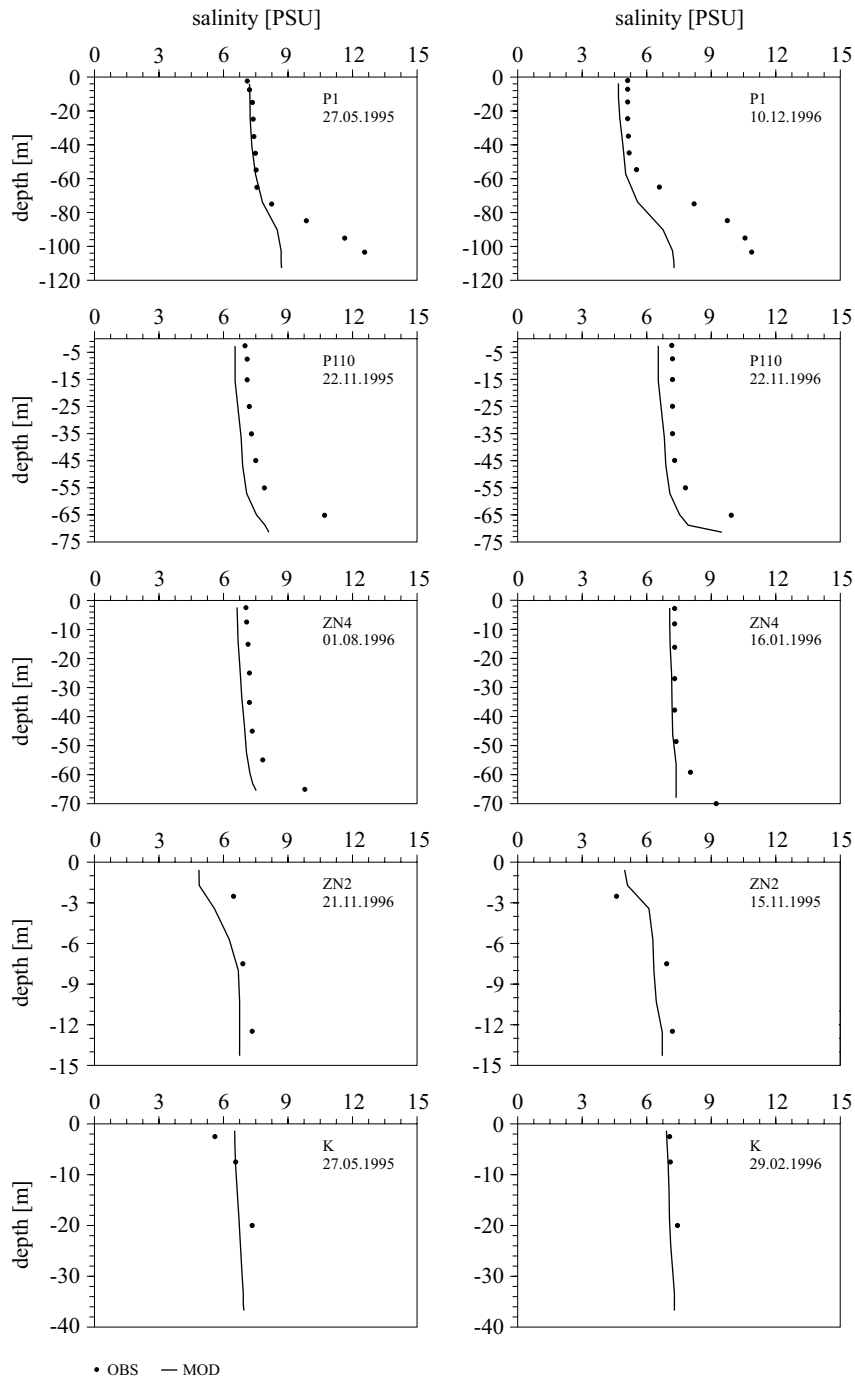 salinity [PSU] salinity [PSU]
0 3 6 9 12 15 0 3 6 9 12 15
0 0
-20 -20
-40 -40
-60 -60
-80 -80
-100 -100
-120 -120
depth [m]
P1 P1
27.05.1995 10.12.1996
0 3 6 9 12 15 0 3 6 9 12 15
-5 -5
-15 -15
-25 -25
-35 -35
-45 -45
-55 -55
-65 -65
-75 -75
depth [m]
P110 P110
22.11.1995 22.11.1996
0 3 6 9 12 15 0 3 6 9 12 15
0 0
-10 -10
-20 -20
-30 -30
-40 -40
-50 -50
-60 -60
-70 -70
depth [m]
ZN4 ZN4
01.08.1996 16.01.1996
0 3 6 9 12 15 0 3 6 9 12 15
0 0
-3 -3
-6 -6
-9 -9
-12 -12
-15 -15
depth [m]
ZN2 ZN2
21.11.1996 15.11.1995
0 3 6 9 12 15 0 3 6 9 12 15
0 0
-10 -10
-20 -20
-30 -30
-40 -40
depth [m]
K K
27.05.1995 29.02.1996
OBS MOD